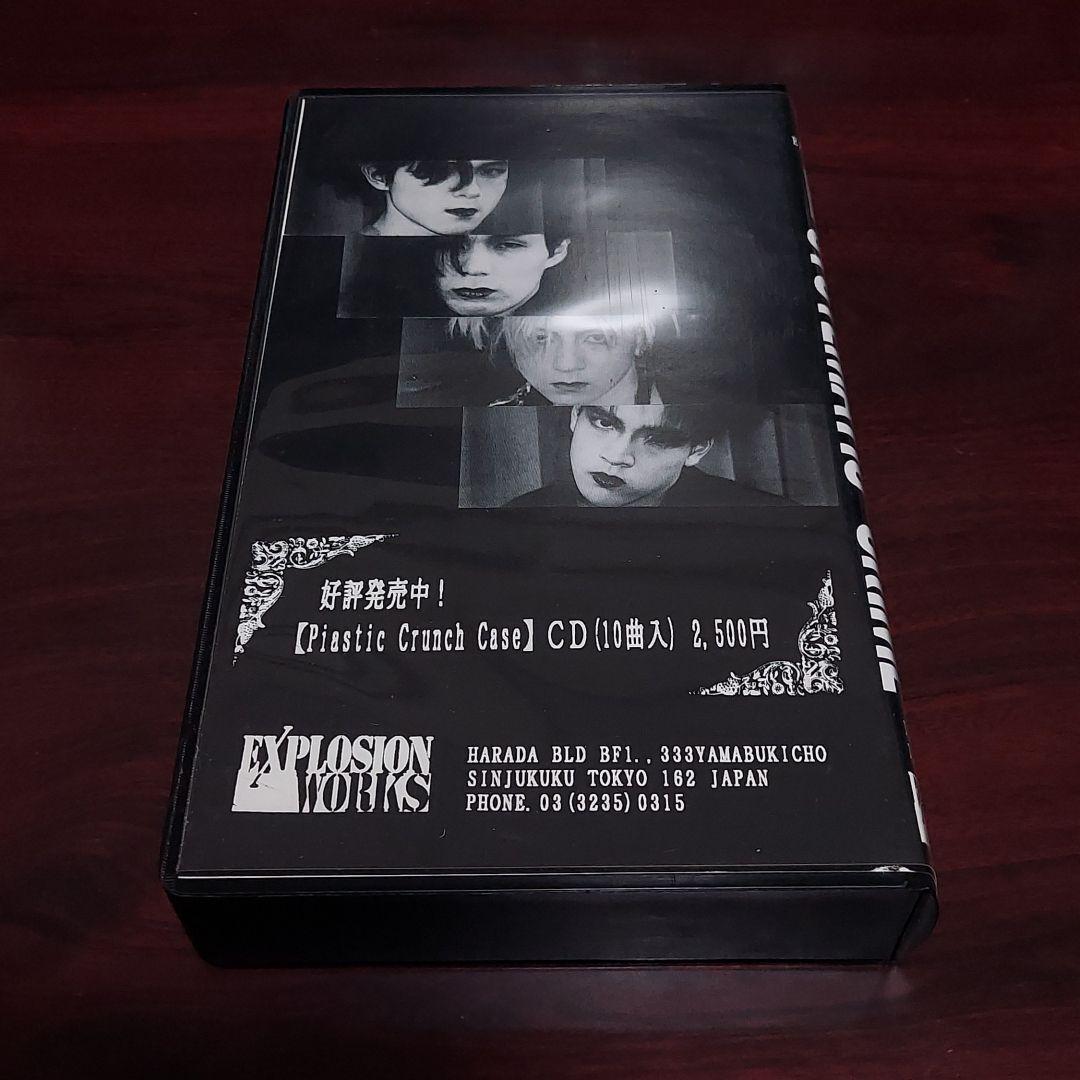 好評発売中！
【Piastic Crunch Case】CD(10曲入) 2,500円
EXPLOSION
WORKS
HARADA BLD BF1.,333YAMABUKICHO
SINJUKUKU TOKYO 162 JAPAN
PHONE. 03(3235)0315